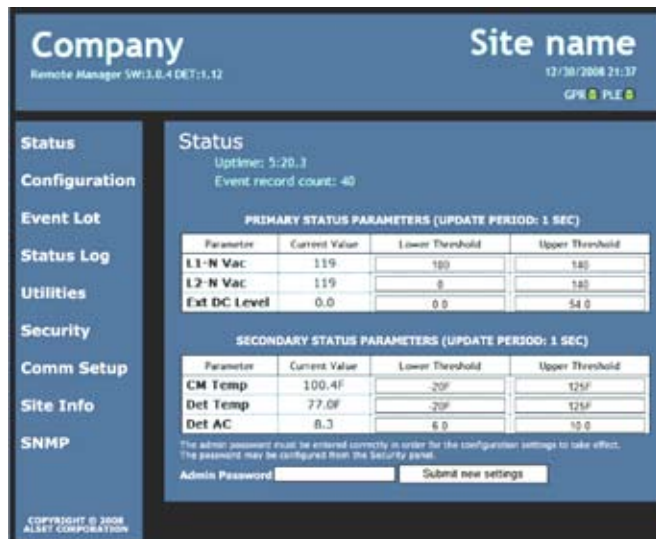 Company
Site name
Remote Manager SW:3.0.4 DET:1.12
12/30/2008 21:37
GPR PLE
Status
Configuration
Event Lot
Status Log
Utilities
Security
Comm Setup
Site Info
SNMP
COPYRIGHT © 2008
ALSET CORPORATION
Status
Uptime: 5:20.3
Event record count: 40
PRIMARY STATUS PARAMETERS (UPDATE PERIOD: 1 SEC)
Parameter Current Value Lower Threshold Upper Threshold
L1-N Vac 119 100 140
L2-N Vac 119 0 140
Ext DC Level 0.0 0.0 54.0
SECONDARY STATUS PARAMETERS (UPDATE PERIOD: 1 SEC)
Parameter Current Value Lower Threshold Upper Threshold
CM Temp 100.4F -20F 125F
Det Temp 77.0F -20F 125F
Det AC 8.3 6.0 10.0
The admin password must be entered correctly in order for the configuration settings to take effect.
The password may be configured from the Security panel.
Admin Password Submit new settings